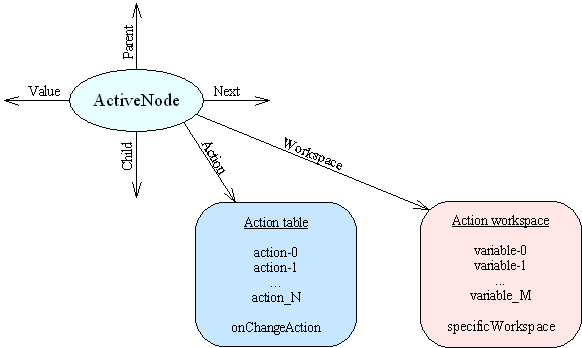 Parent
Value
ActiveNode
Next
Child
Action
Workspace
Action table
action-0
action-1
...
action_N
onChangeAction
Action workspace
variable-0
variable-1
...
variable_M
specificWorkspace